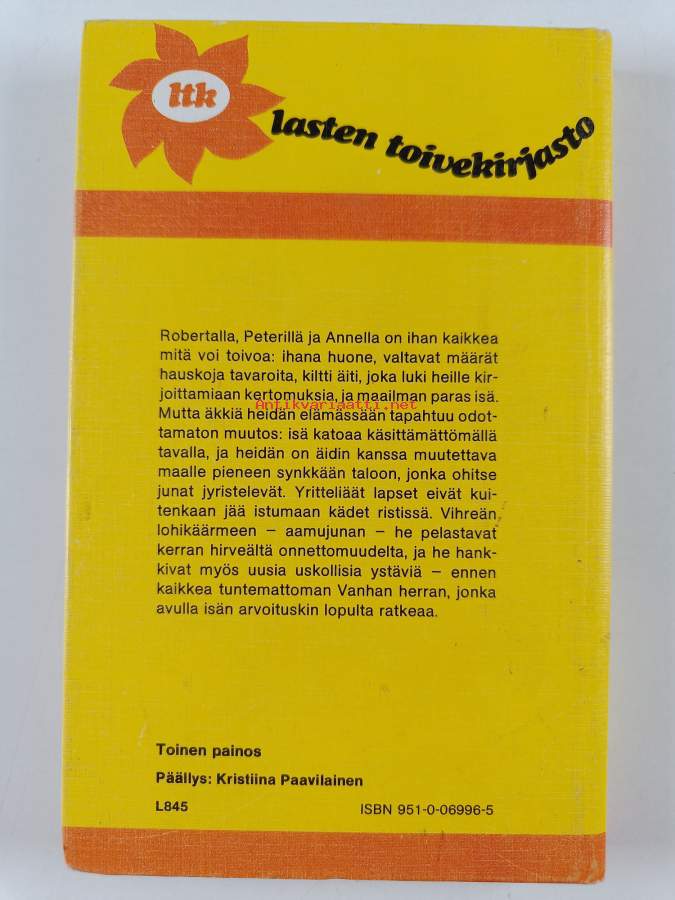 ltk
lasten toivekirjasto
Robertalla, Peterillä ja Annella on ihan kaikkea
mitä voi toivoa: ihana huone, valtavat määrät
hauskoja tavaroita, kiltti äiti, joka luki heille kir-
joittamiaan kertomuksia, ja maailman paras isä.
Antikvariaatti.net
Mutta äkkiä heidän elämässään tapahtuu odot-
tamaton muutos: isä katoaa käsittämättömällä
tavalla, ja heidän on äidin kanssa muutettava
maalle pieneen synkkään taloon, jonka ohitse
junat jyristelevät. Yritteliäät lapset eivät kui-
tenkaan jää istumaan kädet ristissä. Vihreän
lohikäärmeen – aamujunan – he pelastavat
kerran hirveältä onnettomuudelta, ja he hank-
kivat myös uusia uskollisia ystäviä – ennen
kaikkea tuntemattoman Vanhan herran, jonka
avulla isän arvoituskin lopulta ratkeaa.
Toinen painos
Päällys: Kristiina Paavilainen
L845 ISBN 951-0-06996-5